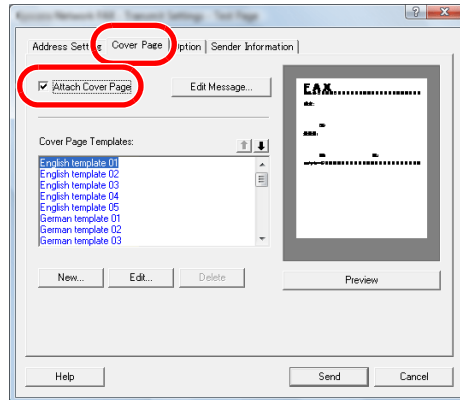 Address Sett
Cover Page
ption
Sender Information
Attach Cover Page
Edit Message...
FAX
Cover Page Templates:
English template 01
English template 02
English template 03
English template 04
English template 05
German template 01
German template 02
German template 03
New...
Edit...
Delete
Preview
Help
Send
Cancel